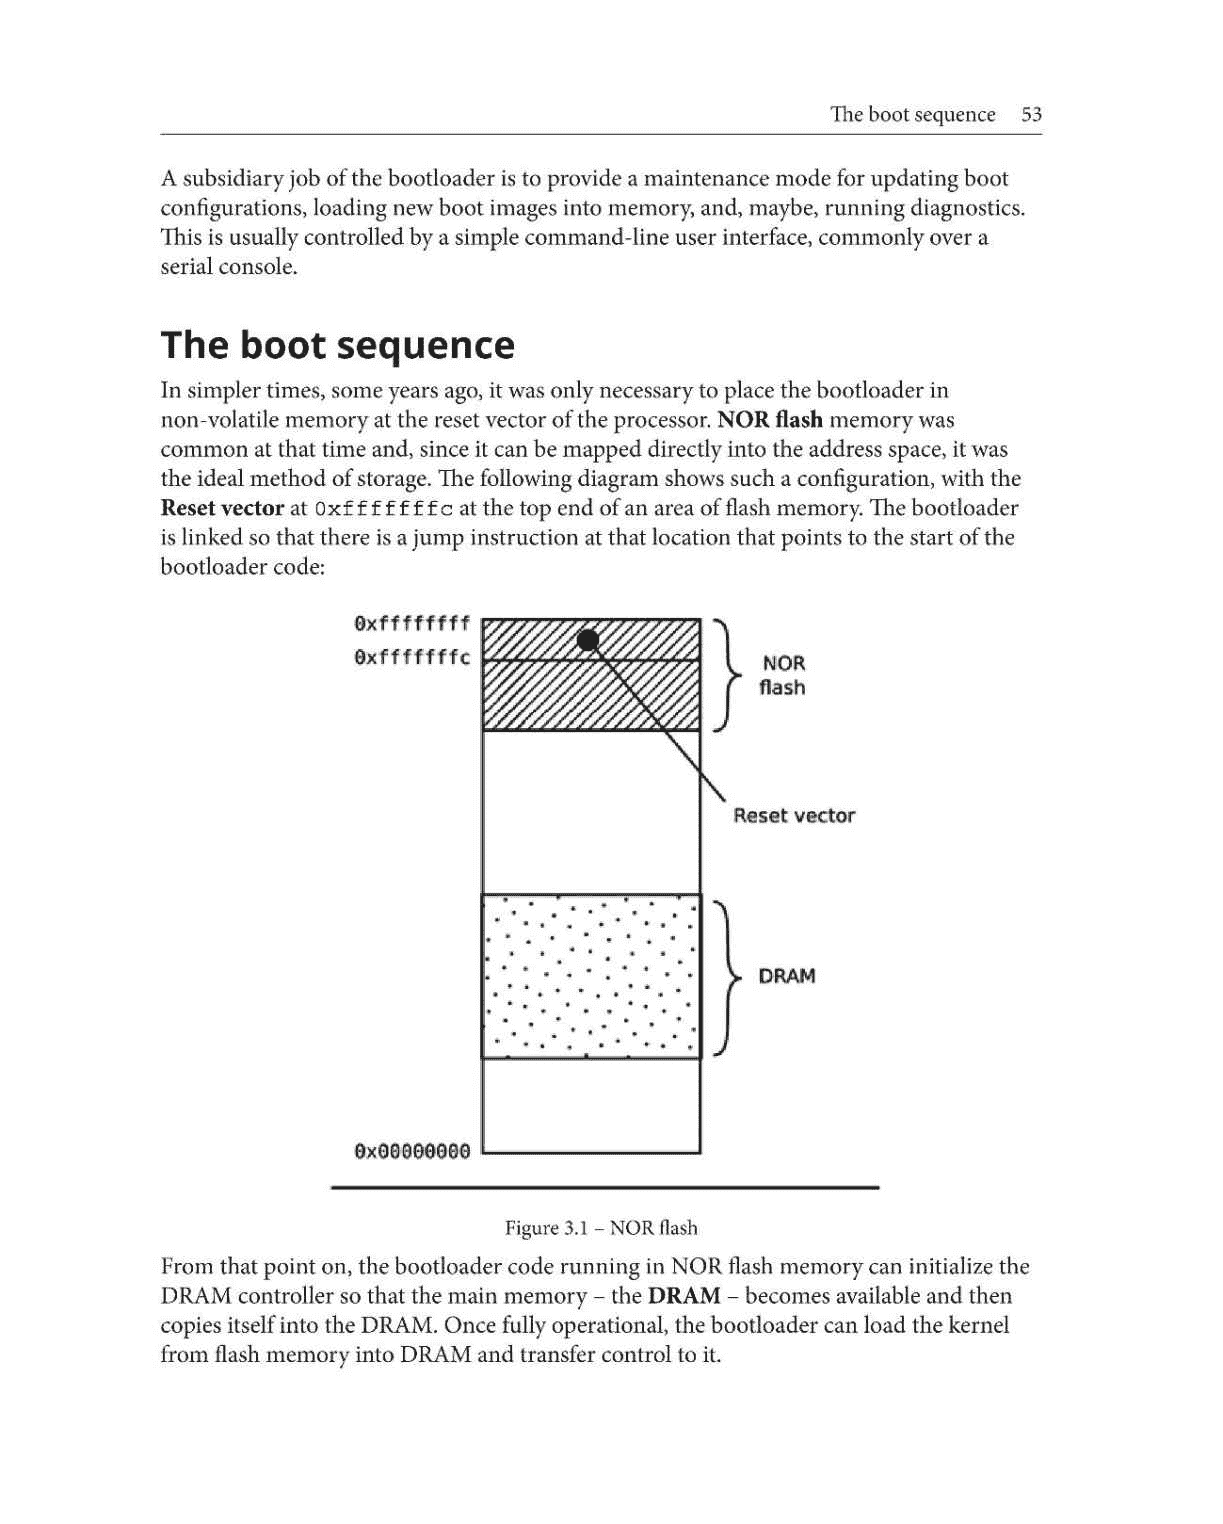 The boot sequence 53
A subsidiary job of the bootloader is to provide a maintenance mode for updating boot
configurations, loading new boot images into memory, and, maybe, running diagnostics.
This is usually controlled by a simple command-line user interface, commonly over a
serial console.
The boot sequence
In simpler times, some years ago, it was only necessary to place the bootloader in
non-volatile memory at the reset vector of the processor. NOR flash memory was
common at that time and, since it can be mapped directly into the address space, it was
the ideal method of storage. The following diagram shows such a configuration, with the
Reset vector at 0xfffffffc at the top end of an area of flash memory. The bootloader
is linked so that there is a jump instruction at that location that points to the start of the
bootloader code:
0xffffffff
0xfffffffc
NOR
flash
Reset vector
DRAM
0x00000000
Figure 3.1 – NOR flash
From that point on, the bootloader code running in NOR flash memory can initialize the
DRAM controller so that the main memory – the DRAM – becomes available and then
copies itself into the DRAM. Once fully operational, the bootloader can load the kernel
from flash memory into DRAM and transfer control to it.